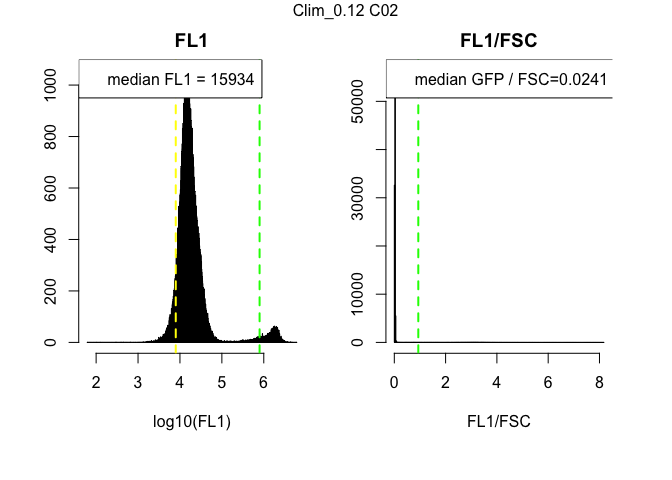 Clim_0.12 C02
FL1
median FL1 = 15934
0
200
400
600
800
1000
2
3
4
5
6
log10(FL1)
FL1/FSC
median GFP / FSC=0.0241
0
10000
30000
50000
0
2
4
6
8
FL1/FSC